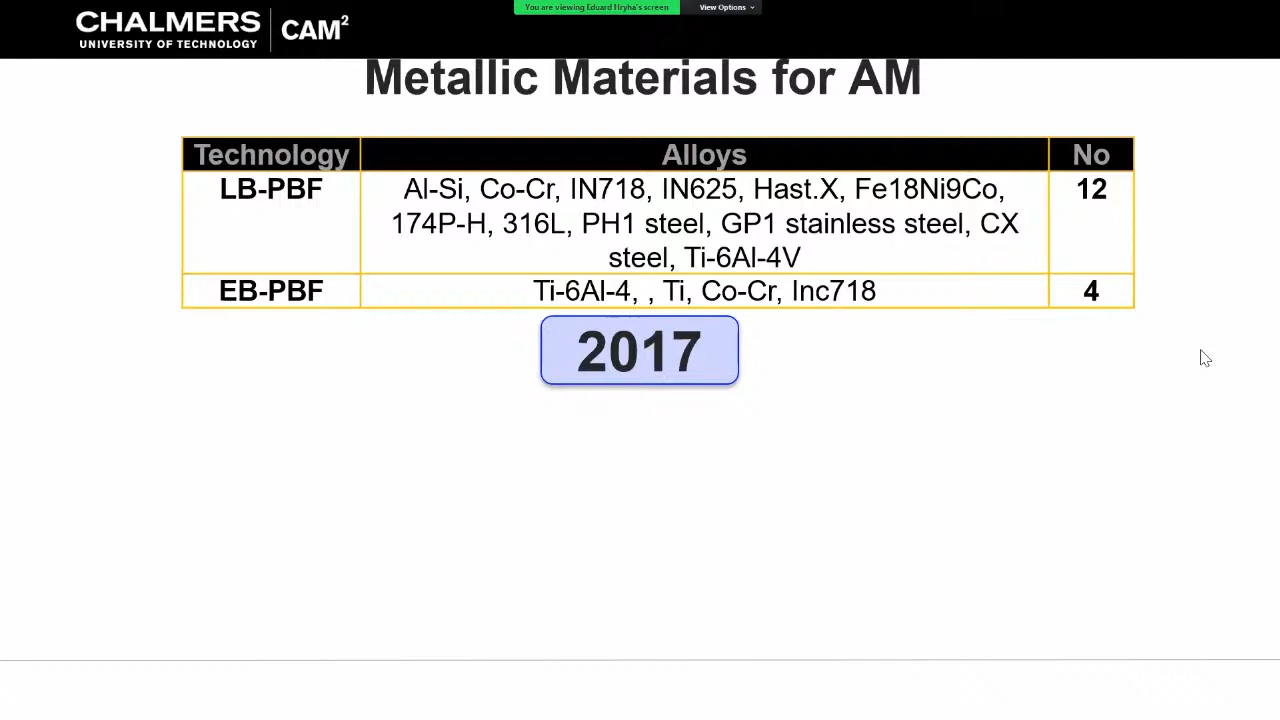 You are viewing Eduard Hryha's screen
View Options
CHALMERS
UNIVERSITY OF TECHNOLOGY
CAM2
Metallic Materials for AM
Technology Alloys No
LB-PBF Al-Si, Co-Cr, IN718, IN625, Hast.X, Fe18Ni9Co, 12
174P-H, 316L, PH1 steel, GP1 stainless steel, CX
steel, Ti-6Al-4V
EB-PBF Ti-6Al-4, , Ti, Co-Cr, Inc718 4
2017